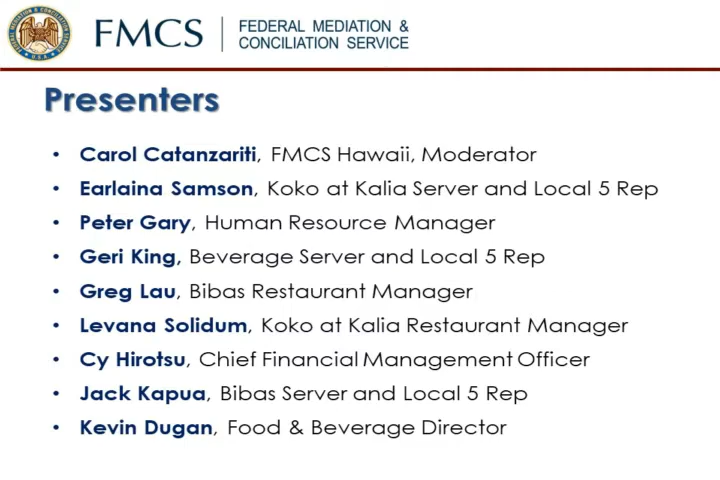 FMCS
FEDERAL MEDIATION &
CONCILIATION SERVICE
Presenters
• Carol Catanzariti, FMCS Hawaii, Moderator
• Earlaina Samson, Koko at Kalia Server and Local 5 Rep
• Peter Gary, Human Resource Manager
• Geri King, Beverage Server and Local 5 Rep
• Greg Lau, Bibas Restaurant Manager
• Levana Solidum, Koko at Kalia Restaurant Manager
• Cy Hirotsu, Chief Financial Management Officer
• Jack Kapua, Bibas Server and Local 5 Rep
• Kevin Dugan, Food & Beverage Director